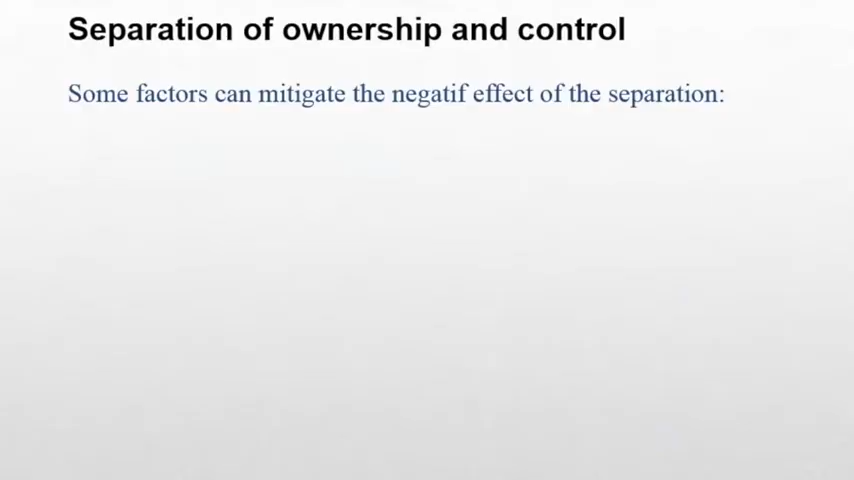 Separation of ownership and control
Some factors can mitigate the negatif effect of the separation: